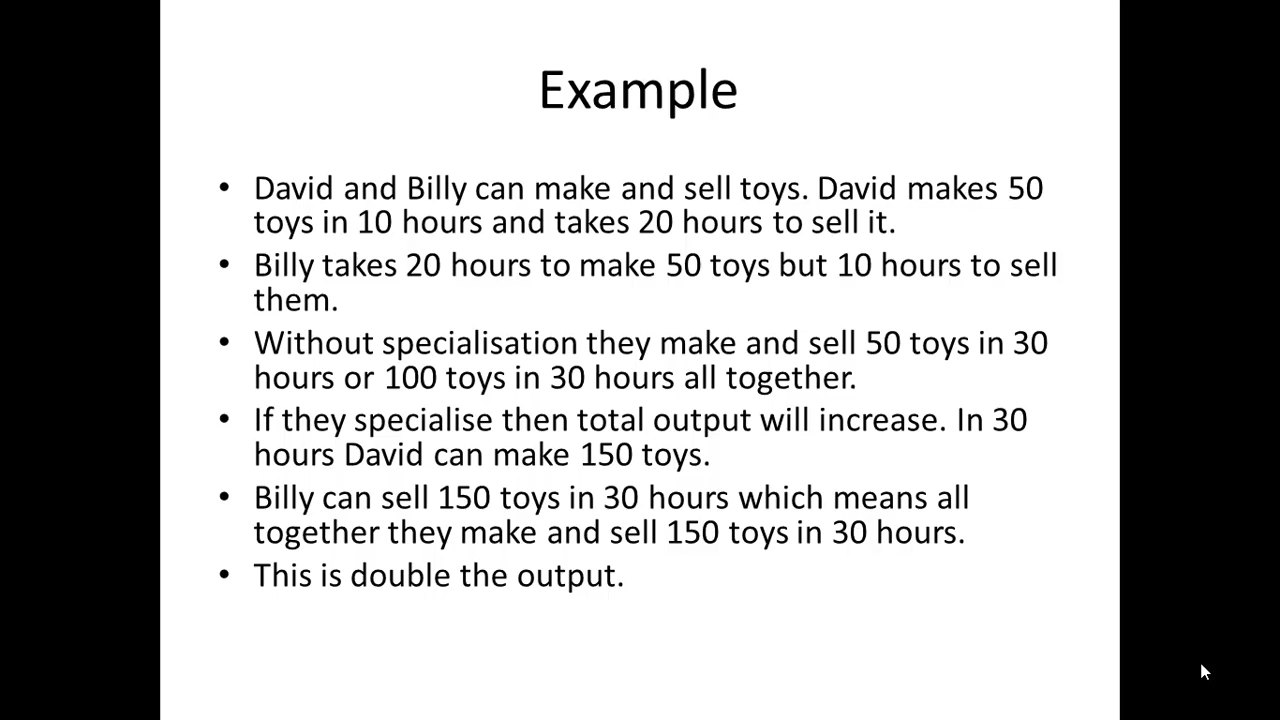 Example
• David and Billy can make and sell toys. David makes 50
toys in 10 hours and takes 20 hours to sell it.
• Billy takes 20 hours to make 50 toys but 10 hours to sell
them.
• Without specialisation they make and sell 50 toys in 30
hours or 100 toys in 30 hours all together.
• If they specialise then total output will increase. In 30
hours David can make 150 toys.
• Billy can sell 150 toys in 30 hours which means all
together they make and sell 150 toys in 30 hours.
• This is double the output.